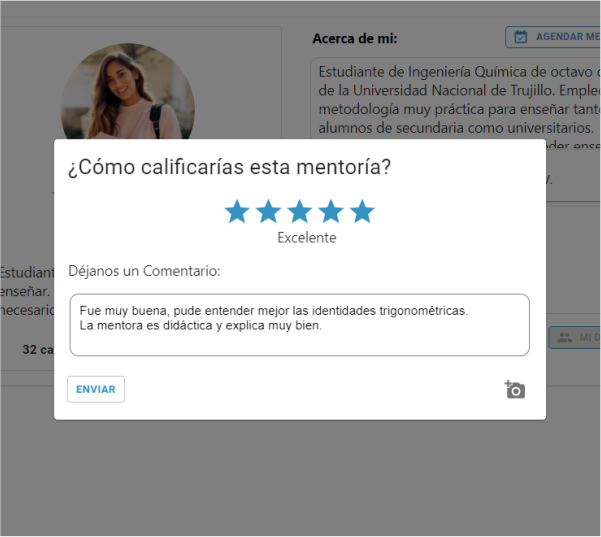 Acerca de mi:
AGENDAR ME
Estudiante de Ingeniería Química de octavo
de la Universidad Nacional de Trujillo. Emple
metodología muy práctica para enseñar tant
alumnos de secundaria como universitarios.
¿Cómo calificarías esta mentoría?
Excelente
Déjanos un Comentario:
Fue muy buena, pude entender mejor las identidades trigonométricas.
La mentora es didáctica y explica muy bien.
Estudiant
enseñar.
necesario
32 ca
MI D
ENVIAR